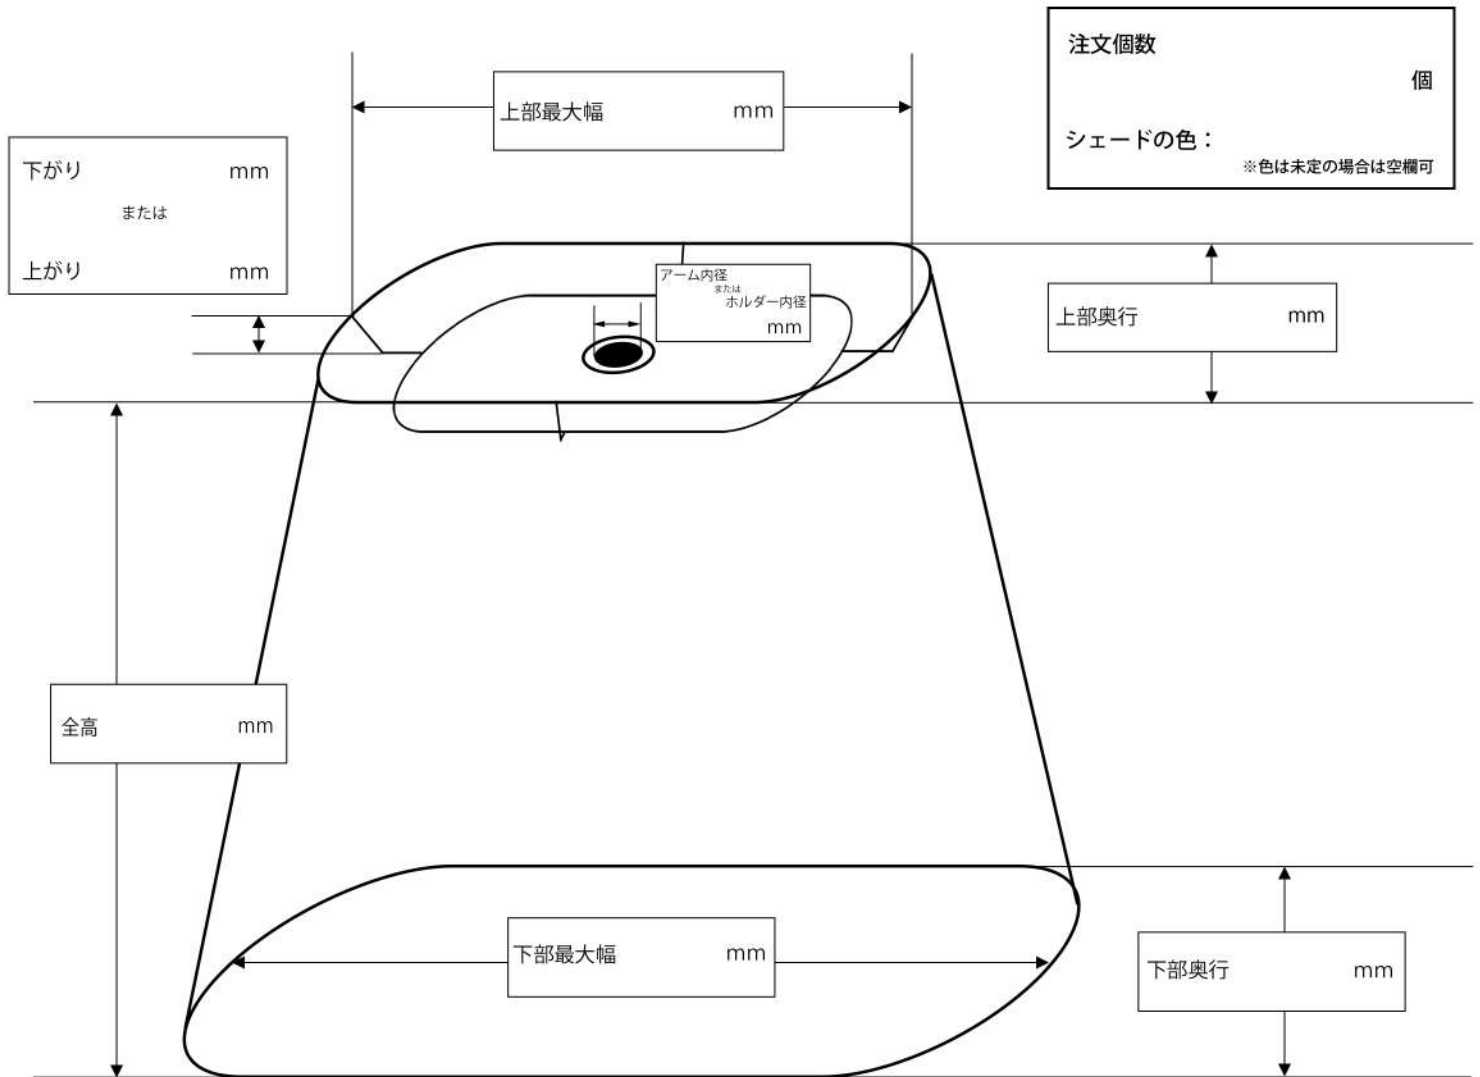 注文個数
個
シェードの色：
※色は未定の場合は空欄可
上部最大幅 mm
下がり mm
または
上がり mm
アーム内径
または
ホルダー内径
mm
上部奥行 mm
全高 mm
下部最大幅 mm
下部奥行 mm